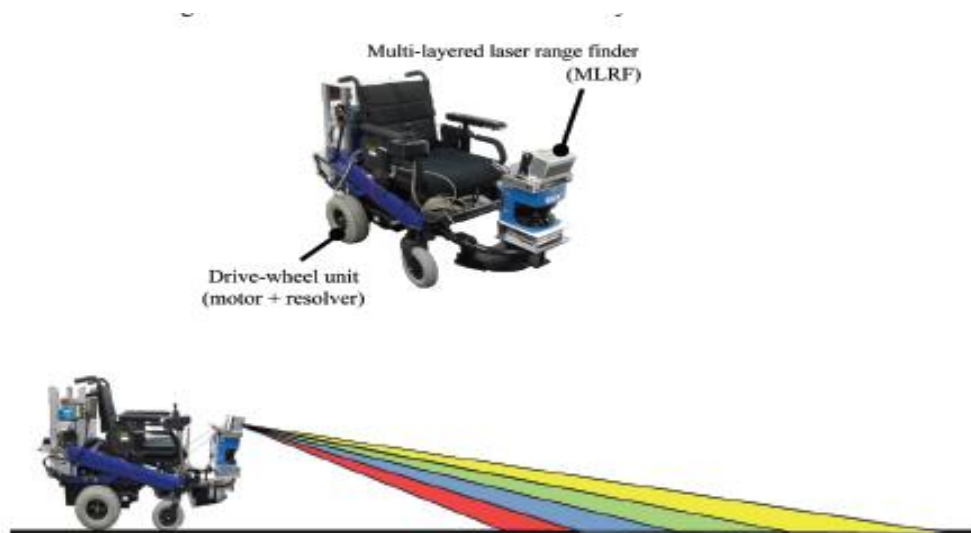 Multi-layered laser range finder
(MLRF)
Drive-wheel unit
(motor + resolver)